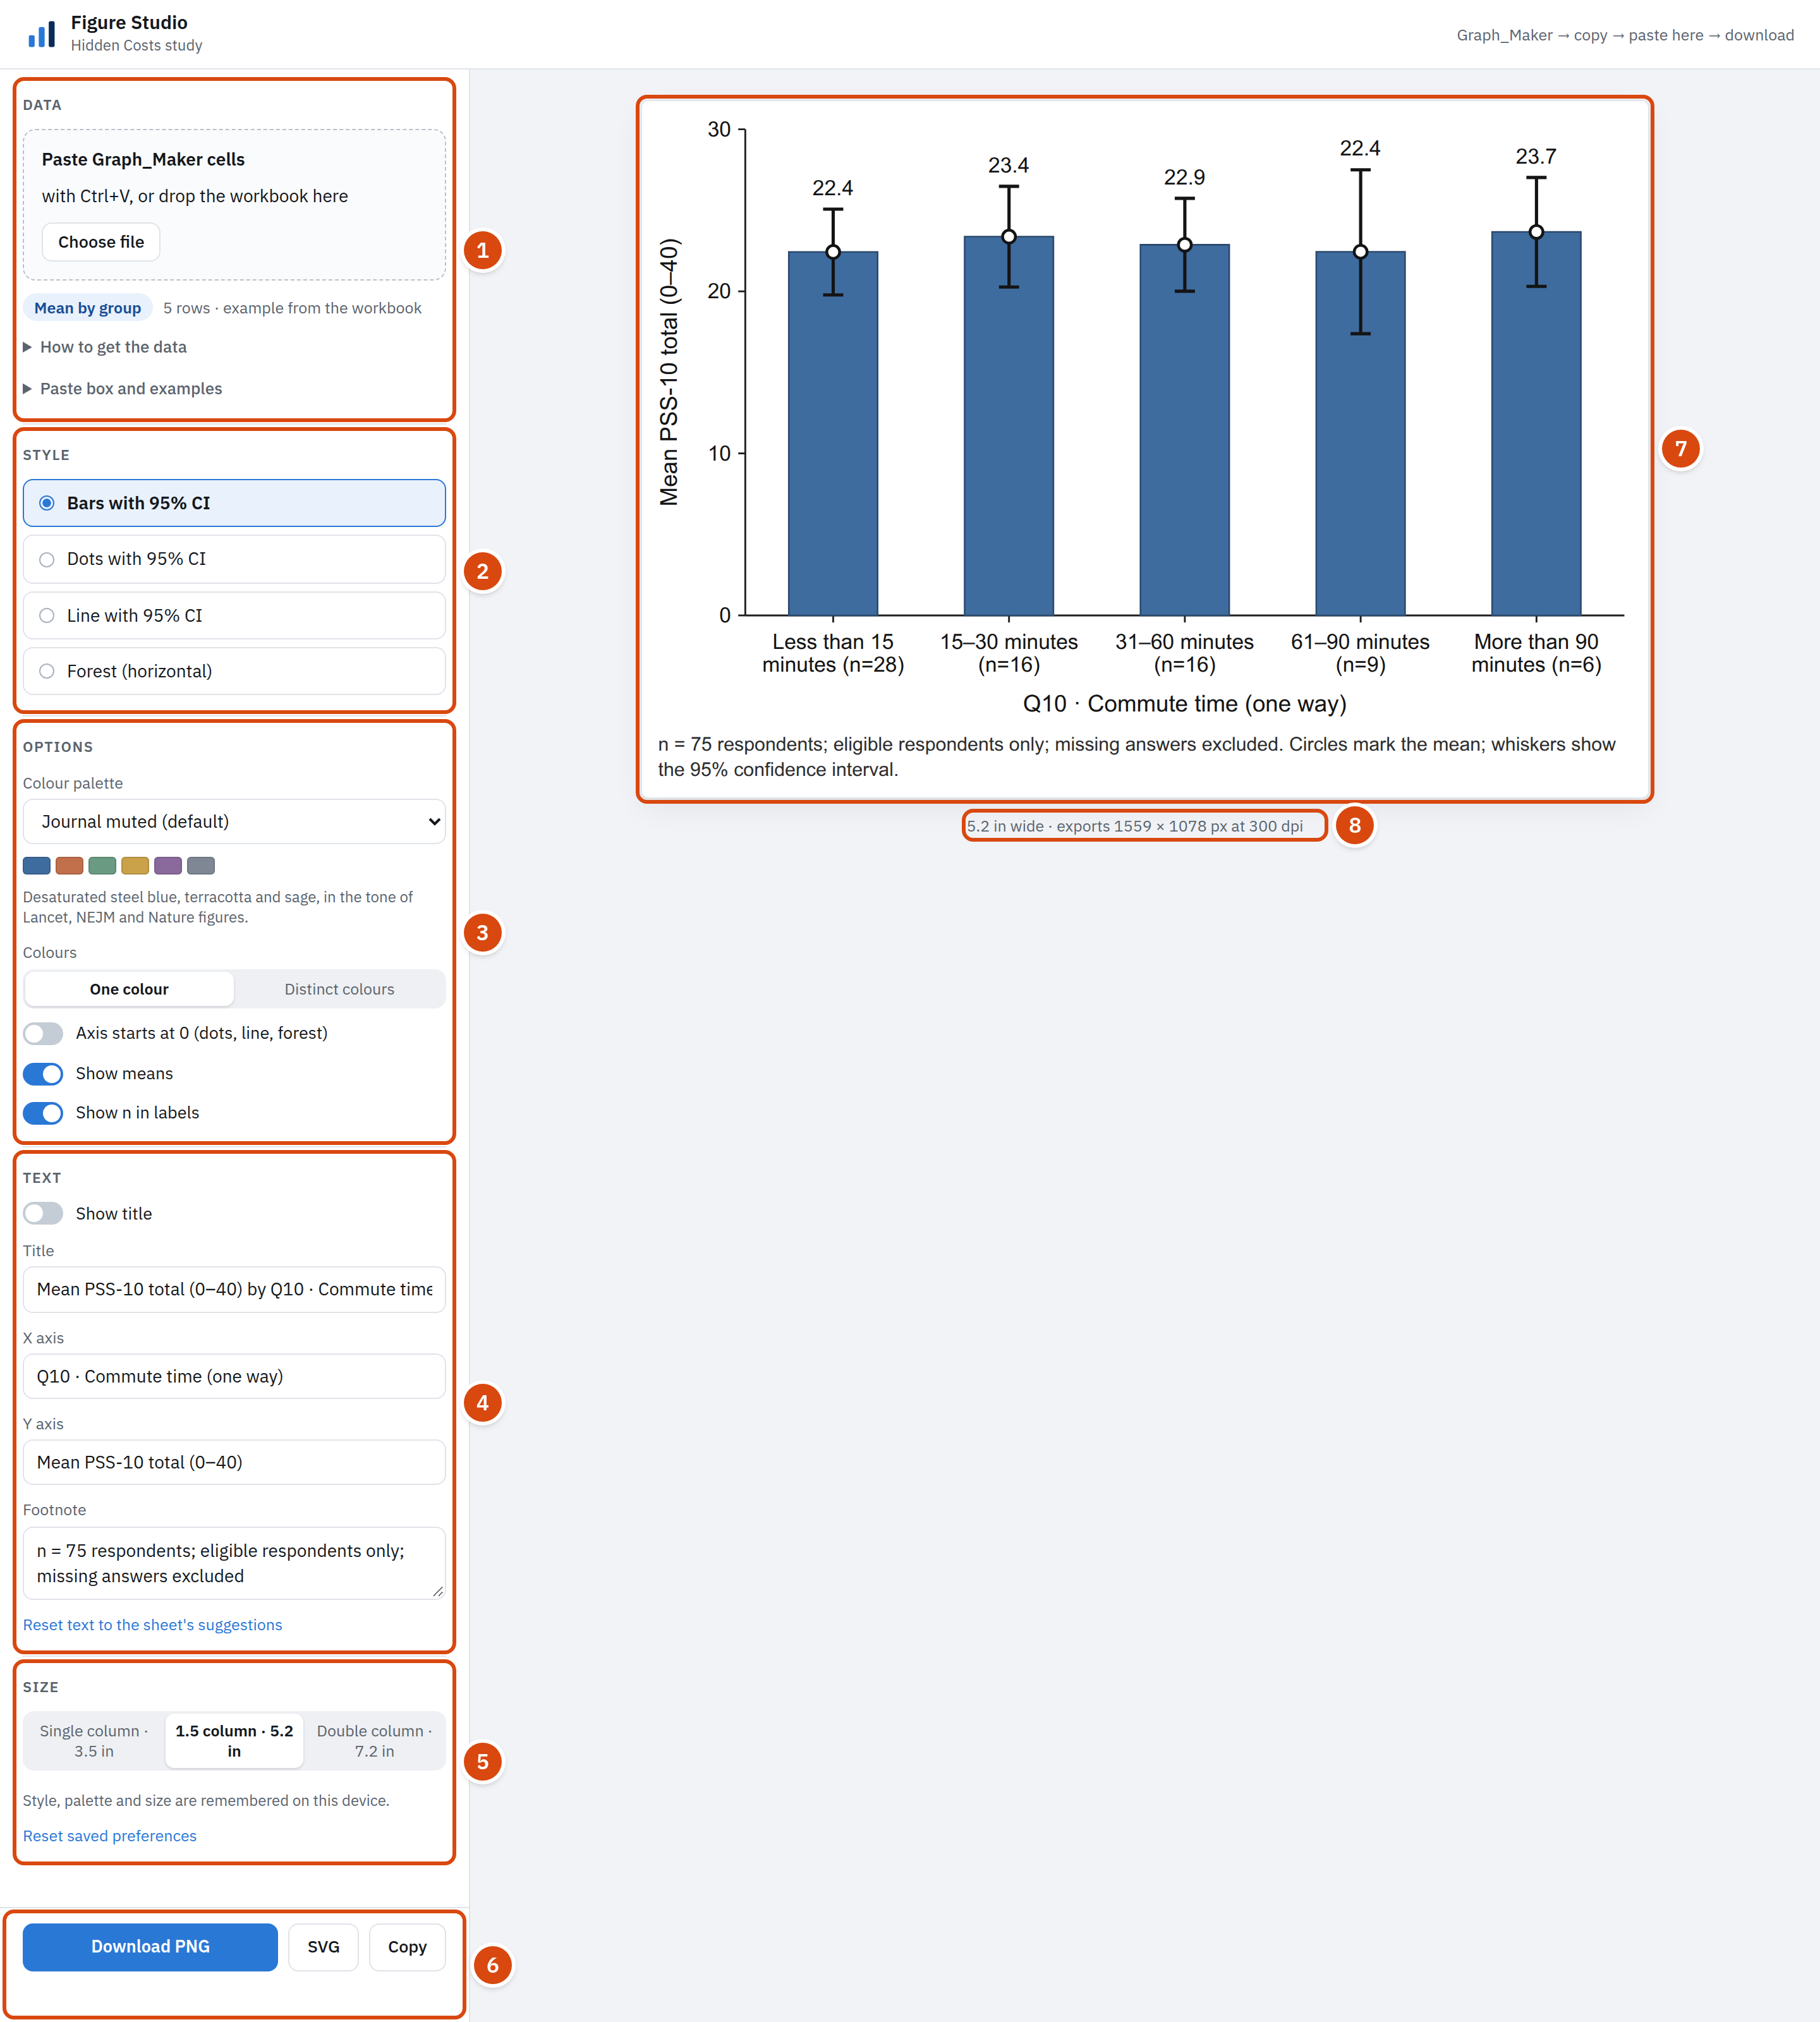 Figure Studio
Hidden Costs study
Graph_Maker → copy → paste here → download
DATA
Paste Graph_Maker cells
with Ctrl+V, or drop the workbook here
Choose file
Mean by group 5 rows · example from the workbook
How to get the data
Paste box and examples
1
STYLE
Bars with 95% CI
Dots with 95% CI
Line with 95% CI
Forest (horizontal)
2
OPTIONS
Colour palette
Journal muted (default)
Desaturated steel blue, terracotta and sage, in the tone of
Lancet, NEJM and Nature figures.
Colours
One colour Distinct colours
Axis starts at 0 (dots, line, forest)
Show means
Show n in labels
3
TEXT
Show title
Title
Mean PSS-10 total (0–40) by Q10 · Commute time
X axis
Q10 · Commute time (one way)
Y axis
Mean PSS-10 total (0–40)
Footnote
n = 75 respondents; eligible respondents only;
missing answers excluded
Reset text to the sheet's suggestions
4
SIZE
Single column ·
3.5 in
1.5 column · 5.2
in
Double column ·
7.2 in
Style, palette and size are remembered on this device.
Reset saved preferences
5
Download PNG SVG Copy
6
Mean PSS-10 total (0–40)
30
20
10
0
22.4 23.4 22.9 22.4 23.7
Less than 15
minutes (n=28)
15–30 minutes
(n=16)
31–60 minutes
(n=16)
61–90 minutes
(n=9)
More than 90
minutes (n=6)
Q10 · Commute time (one way)
n = 75 respondents; eligible respondents only; missing answers excluded. Circles mark the mean; whiskers show
the 95% confidence interval.
7
5.2 in wide · exports 1559 × 1078 px at 300 dpi
8